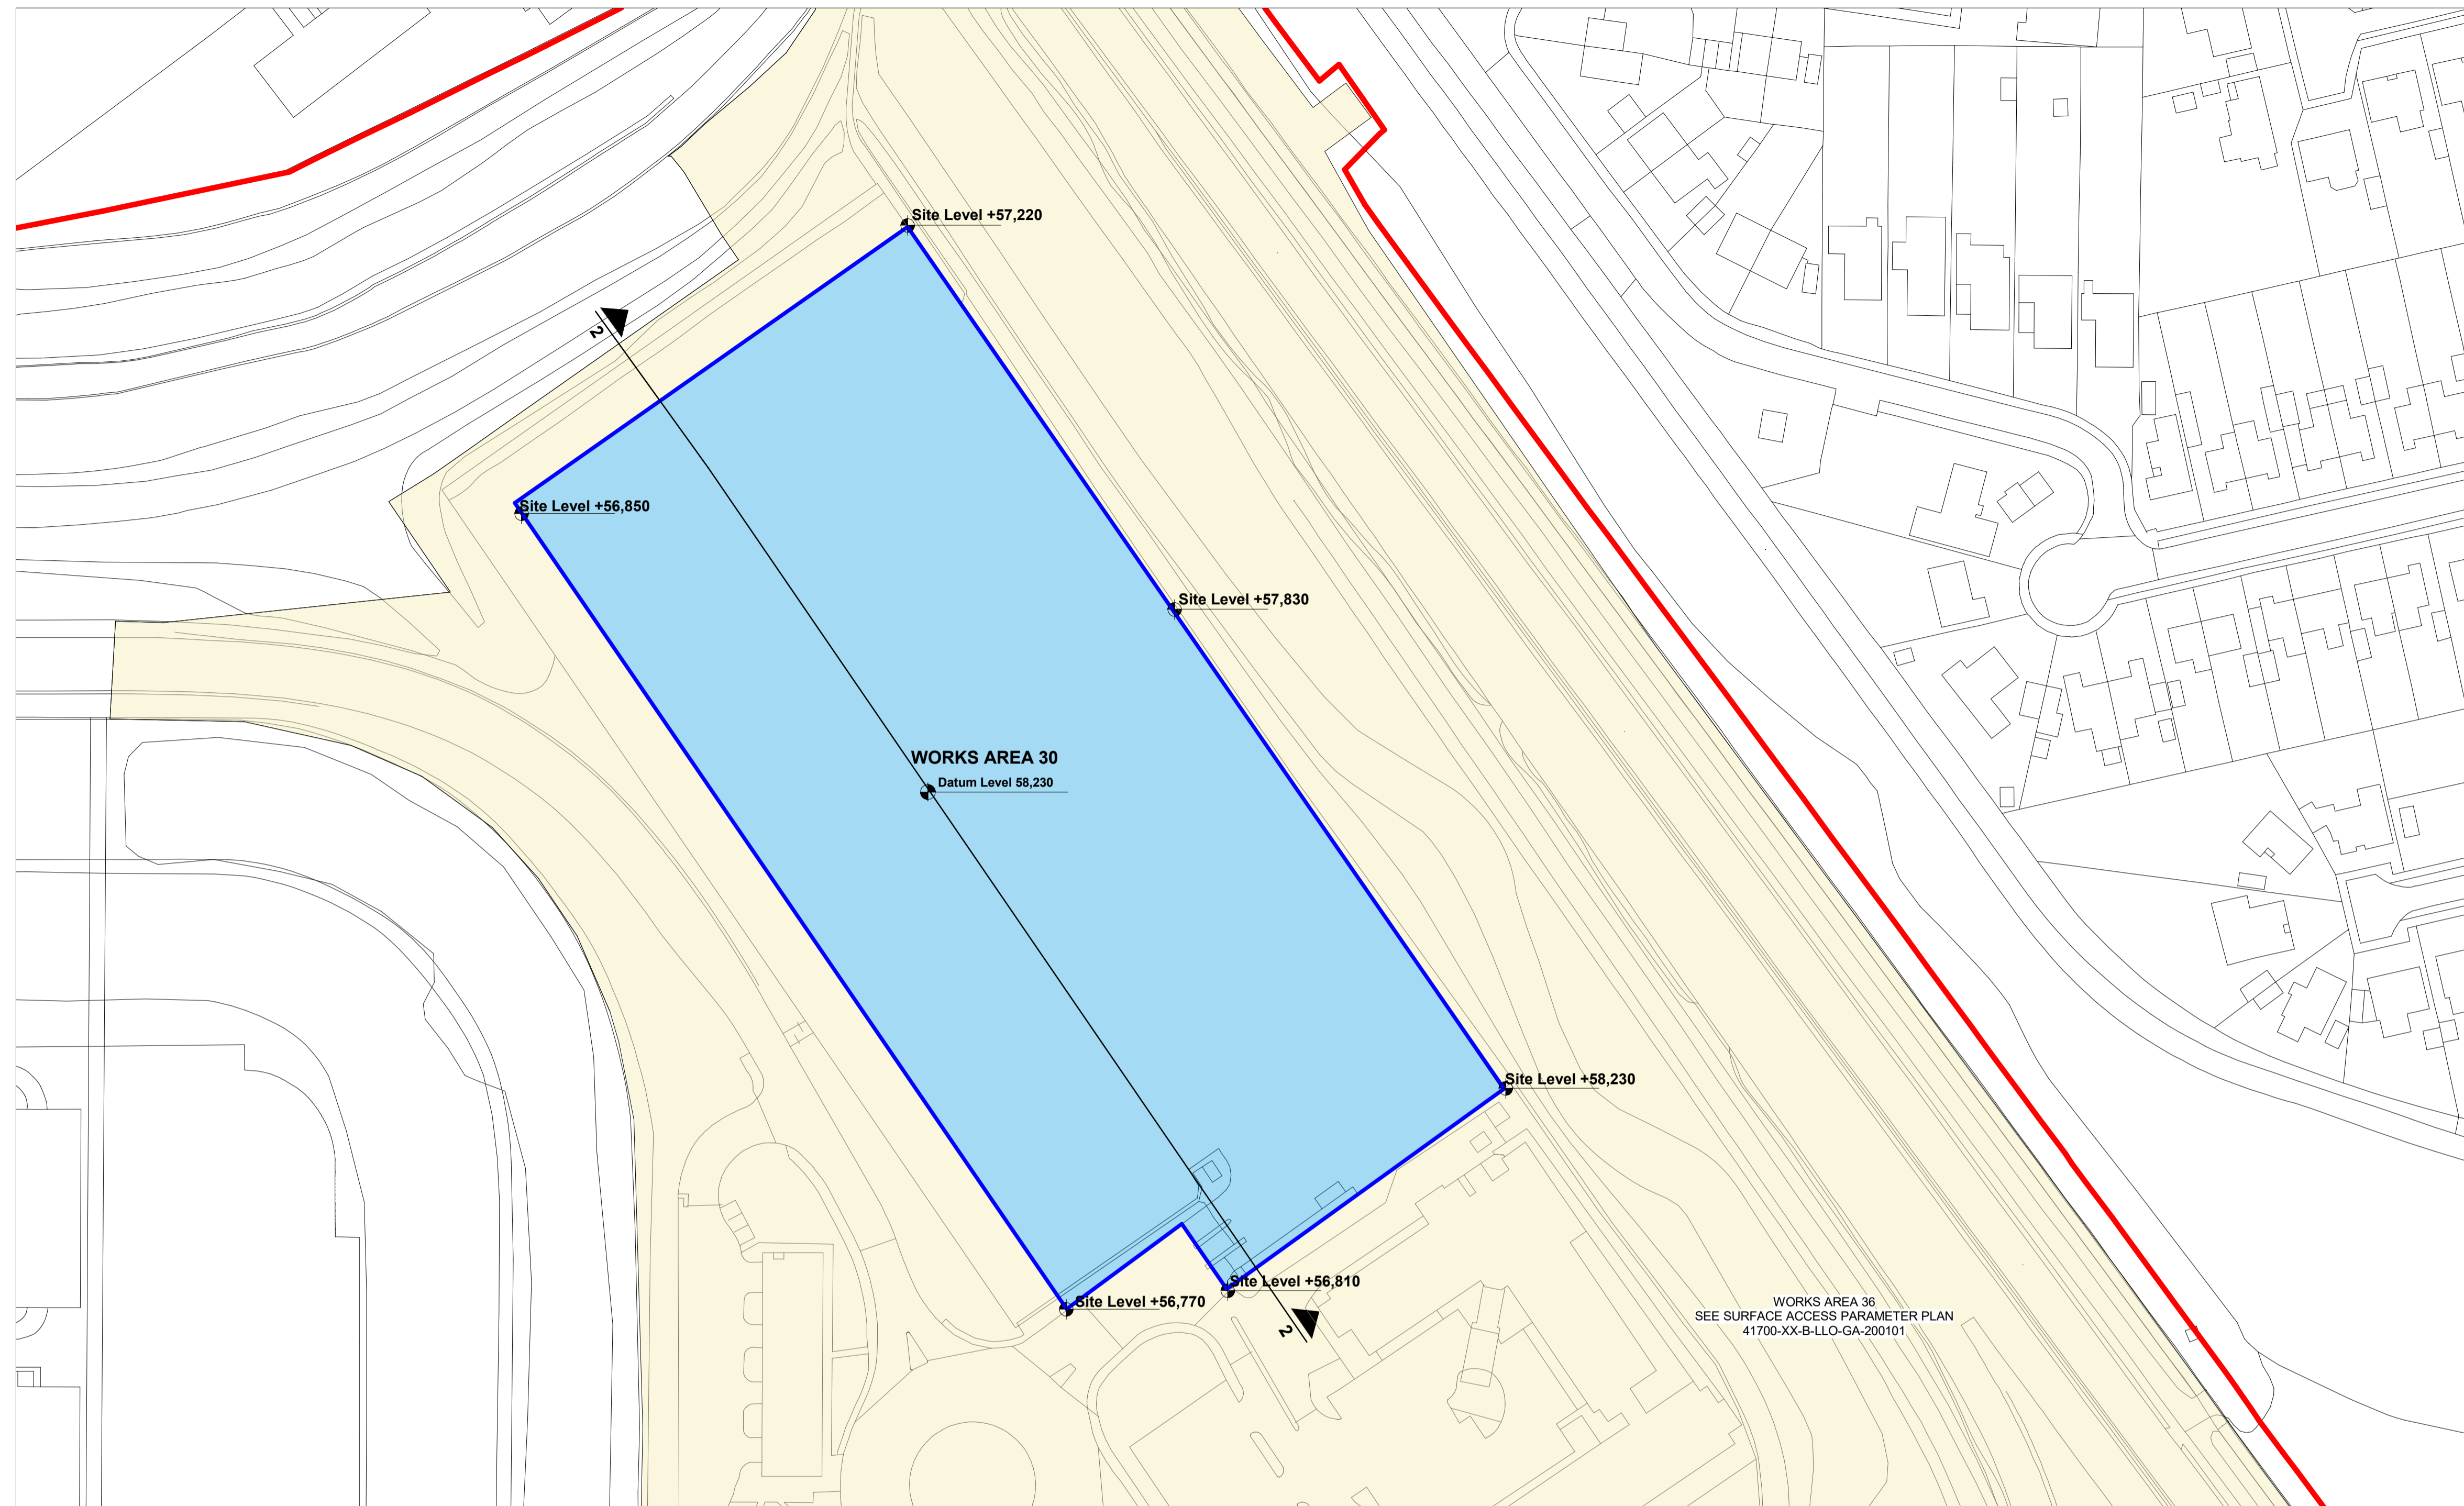 Site Level +57,220
2
Site Level +56,850
Site Level +57,830
WORKS AREA 30
Datum Level 58,230
Site Level +58,230
Site Level +56,810
Site Level +56,770
2
WORKS AREA 36
SEE SURFACE ACCESS PARAMETER PLAN
41700-XX-B-LLO-GA-200101